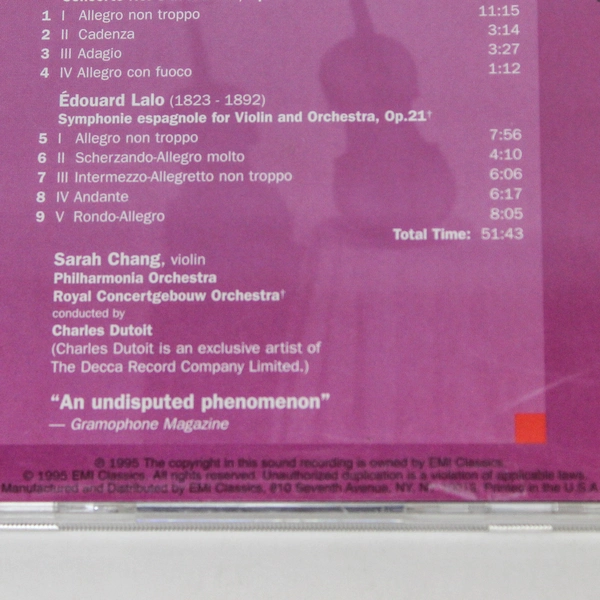 1 I Allegro non troppo 11:15
2 II Cadenza 3:14
3 III Adagio 3:27
4 IV Allegro con fuoco 1:12
Édouard Lalo (1823 - 1892)
Symphonie espagnole for Violin and Orchestra, Op.21†
5 I Allegro non troppo 7:56
6 II Scherzando-Allegro molto 4:10
7 III Intermezzo-Allegretto non troppo 6:06
8 IV Andante 6:17
9 V Rondo-Allegro 8:05
Total Time: 51:43
Sarah Chang, violin
Philharmonia Orchestra
Royal Concertgebouw Orchestra†
conducted by
Charles Dutoit
(Charles Dutoit is an exclusive artist of
The Decca Record Company Limited.)
“An undisputed phenomenon”
— Gramophone Magazine
℗ 1995 The copyright in this sound recording is owned by EMI Classics.
© 1995 EMI Classics. All rights reserved. Unauthorized duplication is a violation of applicable laws.
Manufactured and Distributed by EMI Classics, 810 Seventh Avenue, NY, Printed in the U.S.A.